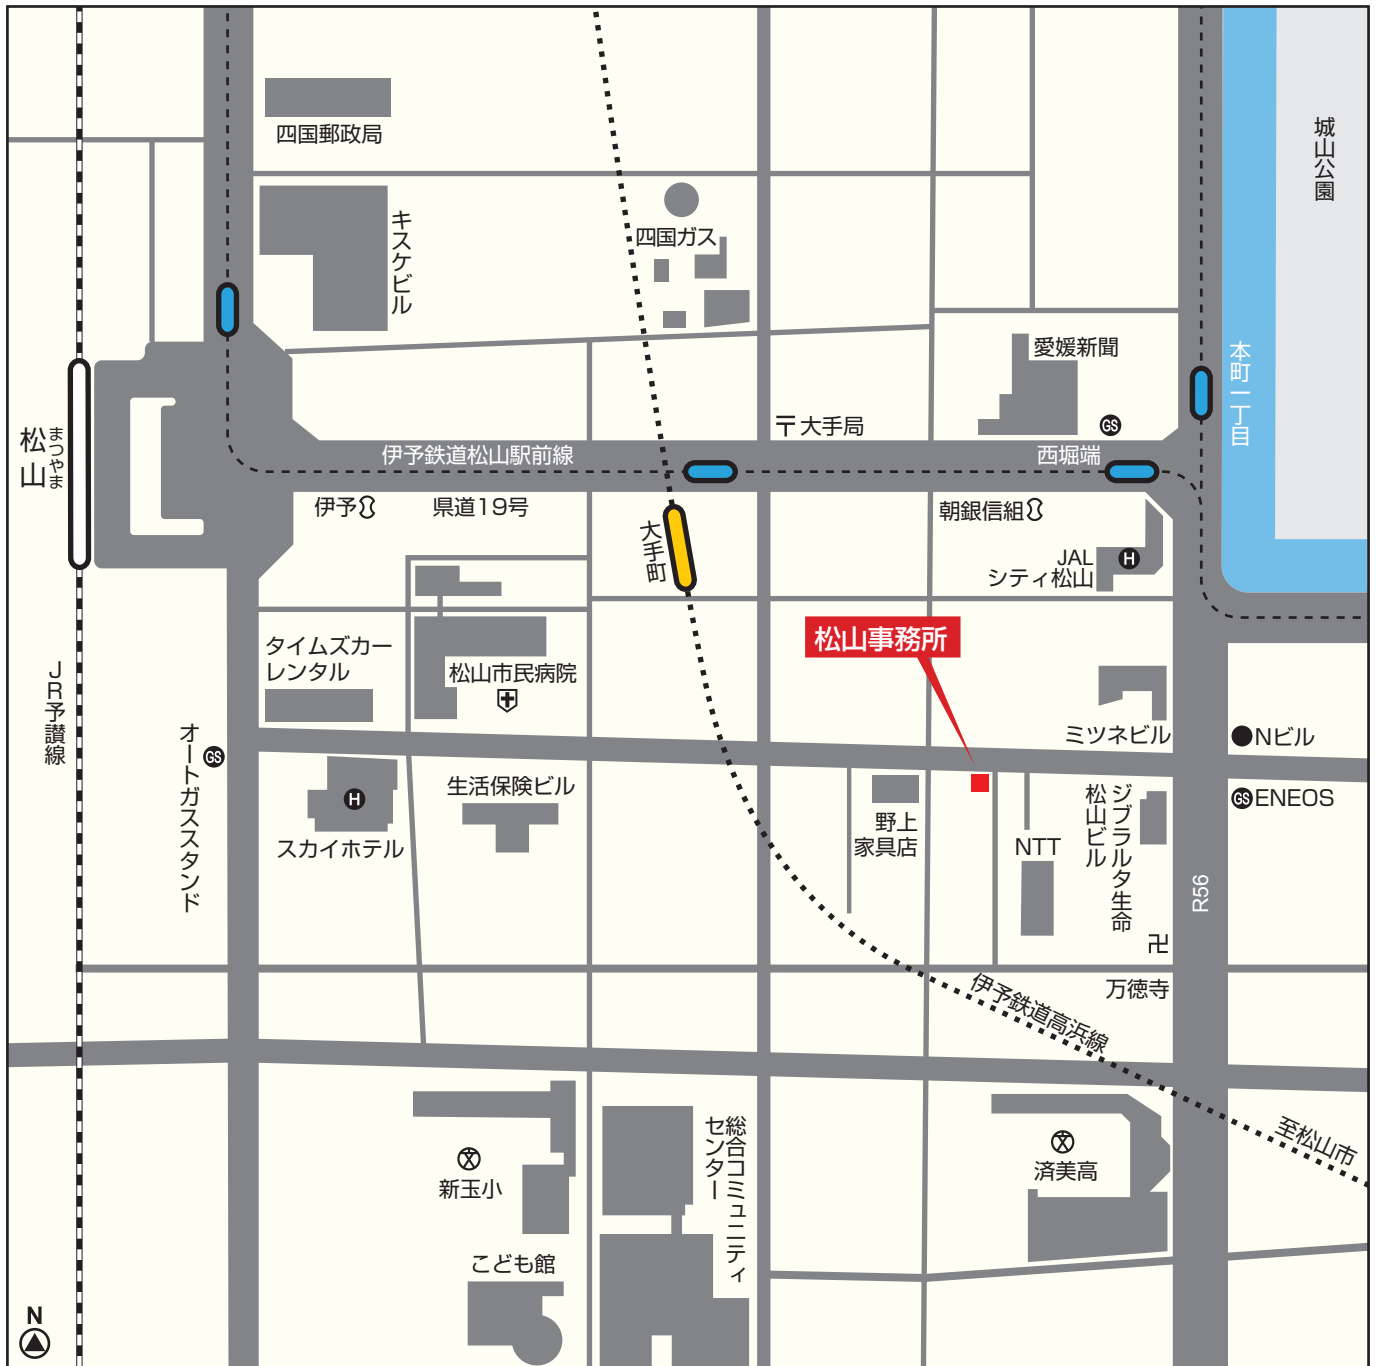 四国郵政局
キスケビル
四国ガス
城山公園
愛媛新聞
GS
本町一丁目
〒大手局
伊予鉄道松山駅前線
西堀端
松山
まつやま
伊予
県道19号
朝銀信組
大手町
JAL
シティ松山
H
松山事務所
タイムズカー
レンタル
松山市民病院
JR予讃線
オートガススタンド
GS
ミツネビル
Nビル
H
スカイホテル
生活保険ビル
野上
家具店
NTT
ジブラルタ生命
松山ビル
GS
ENEOS
R56
卍
万徳寺
伊予鉄道高浜線
文
新玉小
総合コミュニティ
センター
文
済美高
至松山市
こども館
N